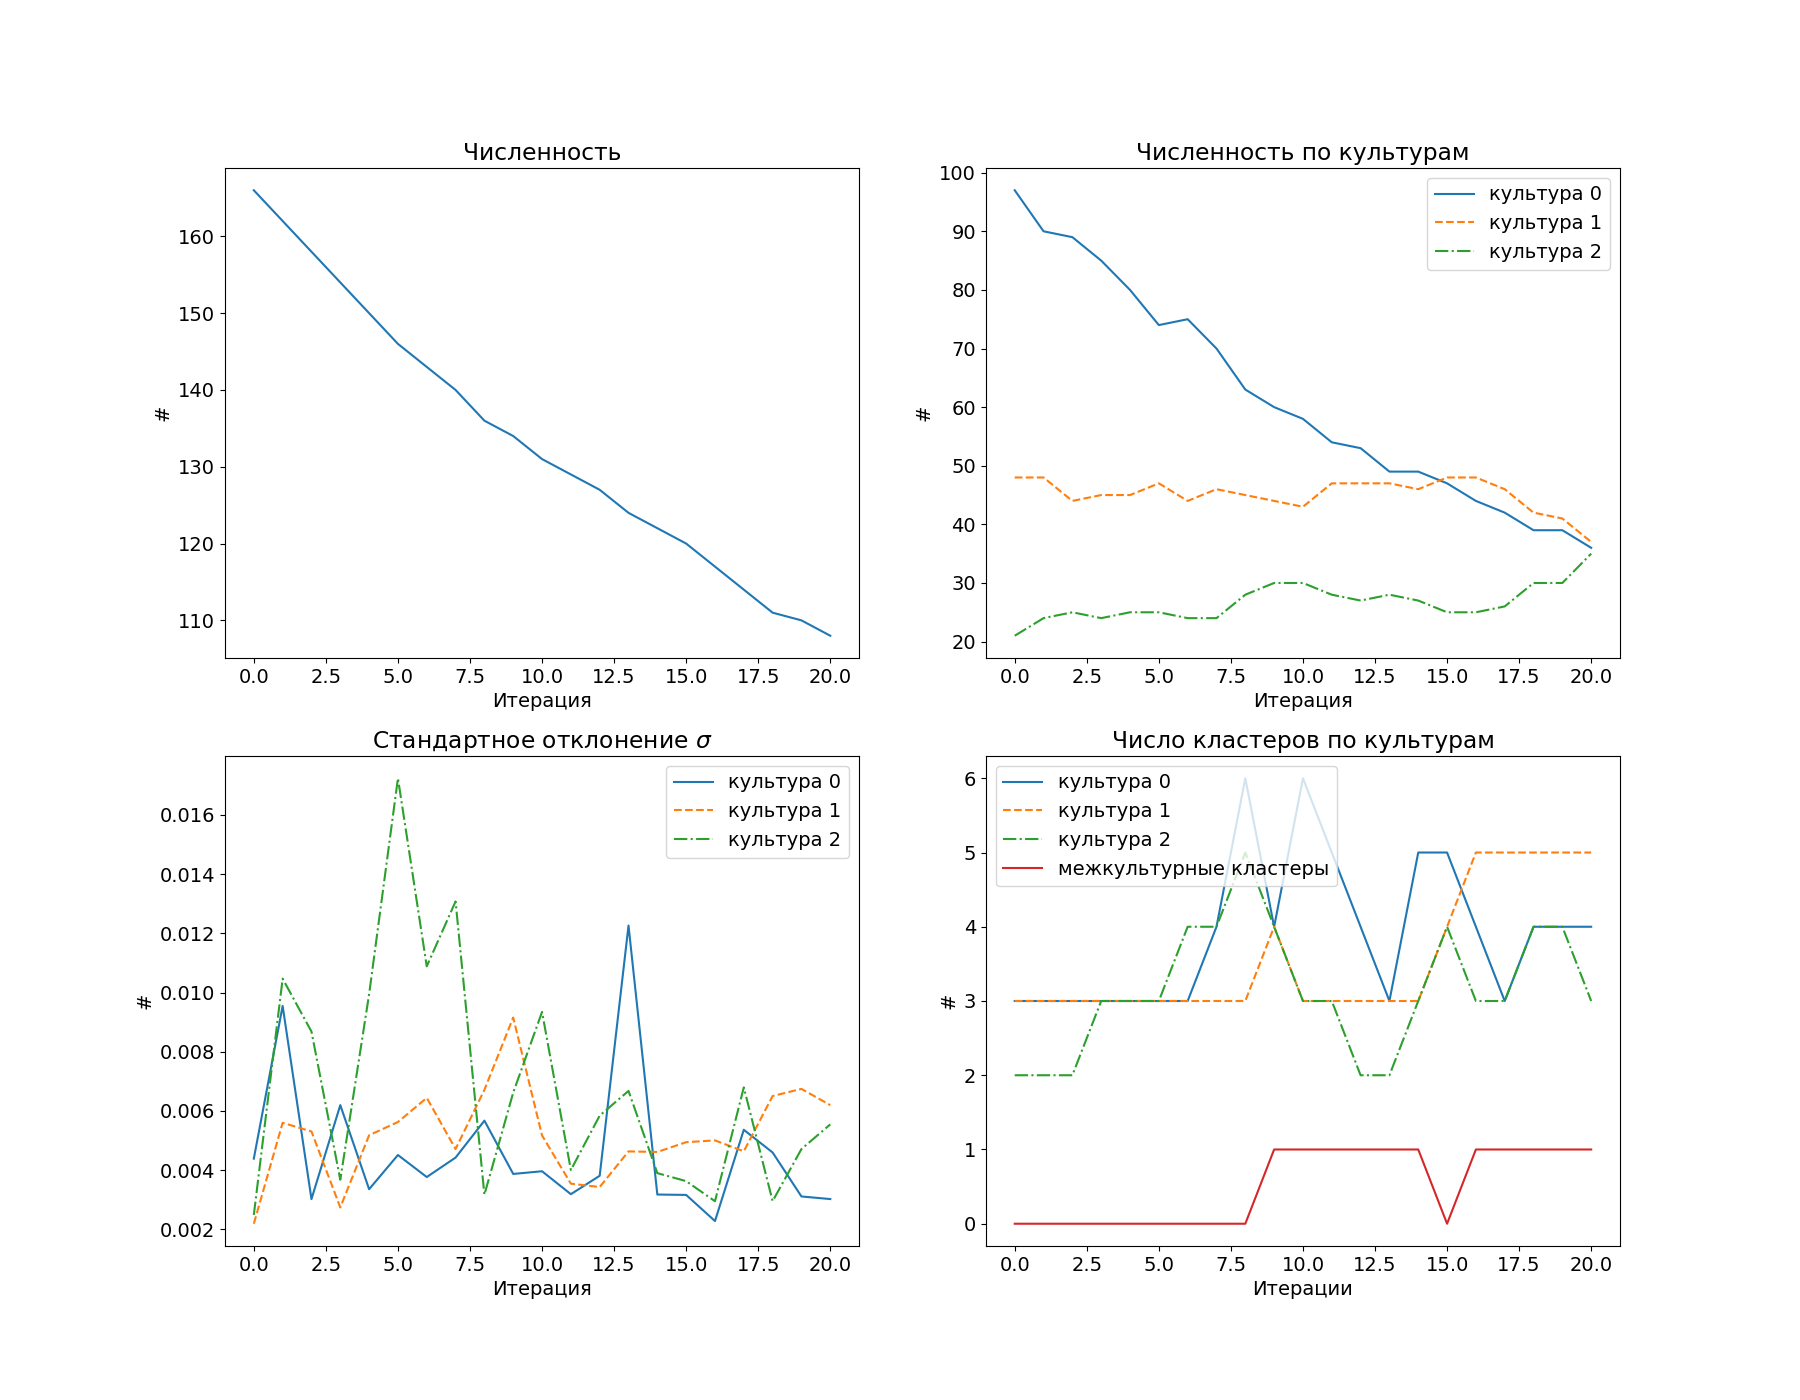 Численность
160
150
140
130
120
110
#
0.0 2.5 5.0 7.5 10.0 12.5 15.0 17.5 20.0
Итерация
Численность по культурам
100
90
80
70
60
50
40
30
20
#
культура 0
культура 1
культура 2
0.0 2.5 5.0 7.5 10.0 12.5 15.0 17.5 20.0
Итерация
Стандартное отклонение σ
0.016
0.014
0.012
0.010
0.008
0.006
0.004
0.002
#
культура 0
культура 1
культура 2
0.0 2.5 5.0 7.5 10.0 12.5 15.0 17.5 20.0
Итерация
Число кластеров по культурам
6
5
4
3
2
1
0
#
культура 0
культура 1
культура 2
межкультурные кластеры
0.0 2.5 5.0 7.5 10.0 12.5 15.0 17.5 20.0
Итерации